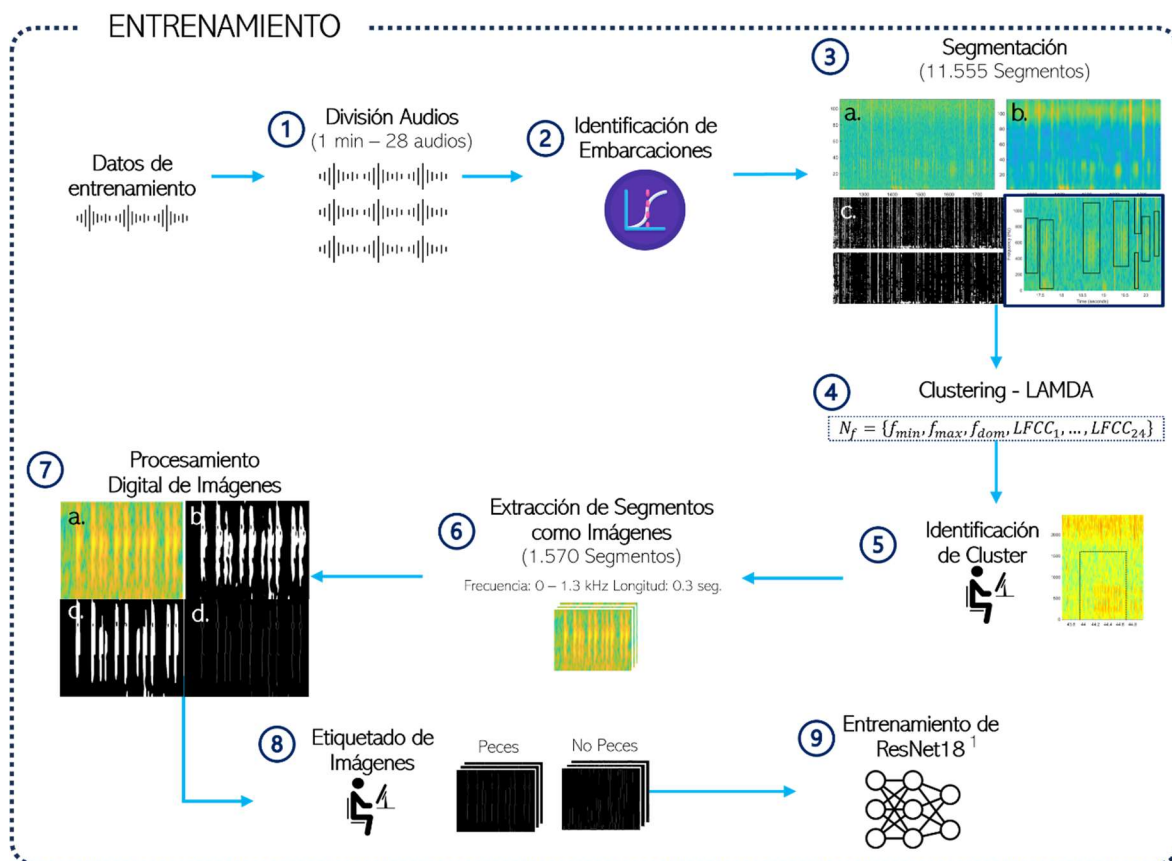 ENTRENAMIENTO
Datos de
entrenamiento
1
División Audios
(1 min – 28 audios)
2
Identificación de
Embarcaciones
3
Segmentación
(11.555 Segmentos)
a.
b.
c.
Time (seconds)
4
Clustering - LAMDA
N_f = {f_min, f_max, f_dom, LFCC_1, ..., LFCC_24}
5
Identificación
de Cluster
6
Extracción de Segmentos
como Imágenes
(1.570 Segmentos)
Frecuencia: 0 – 1.3 kHz Longitud: 0.3 seg.
7
Procesamiento
Digital de Imágenes
a.
b.
c.
d.
8
Etiquetado de
Imágenes
Peces
No Peces
9
Entrenamiento de
ResNet18 ¹